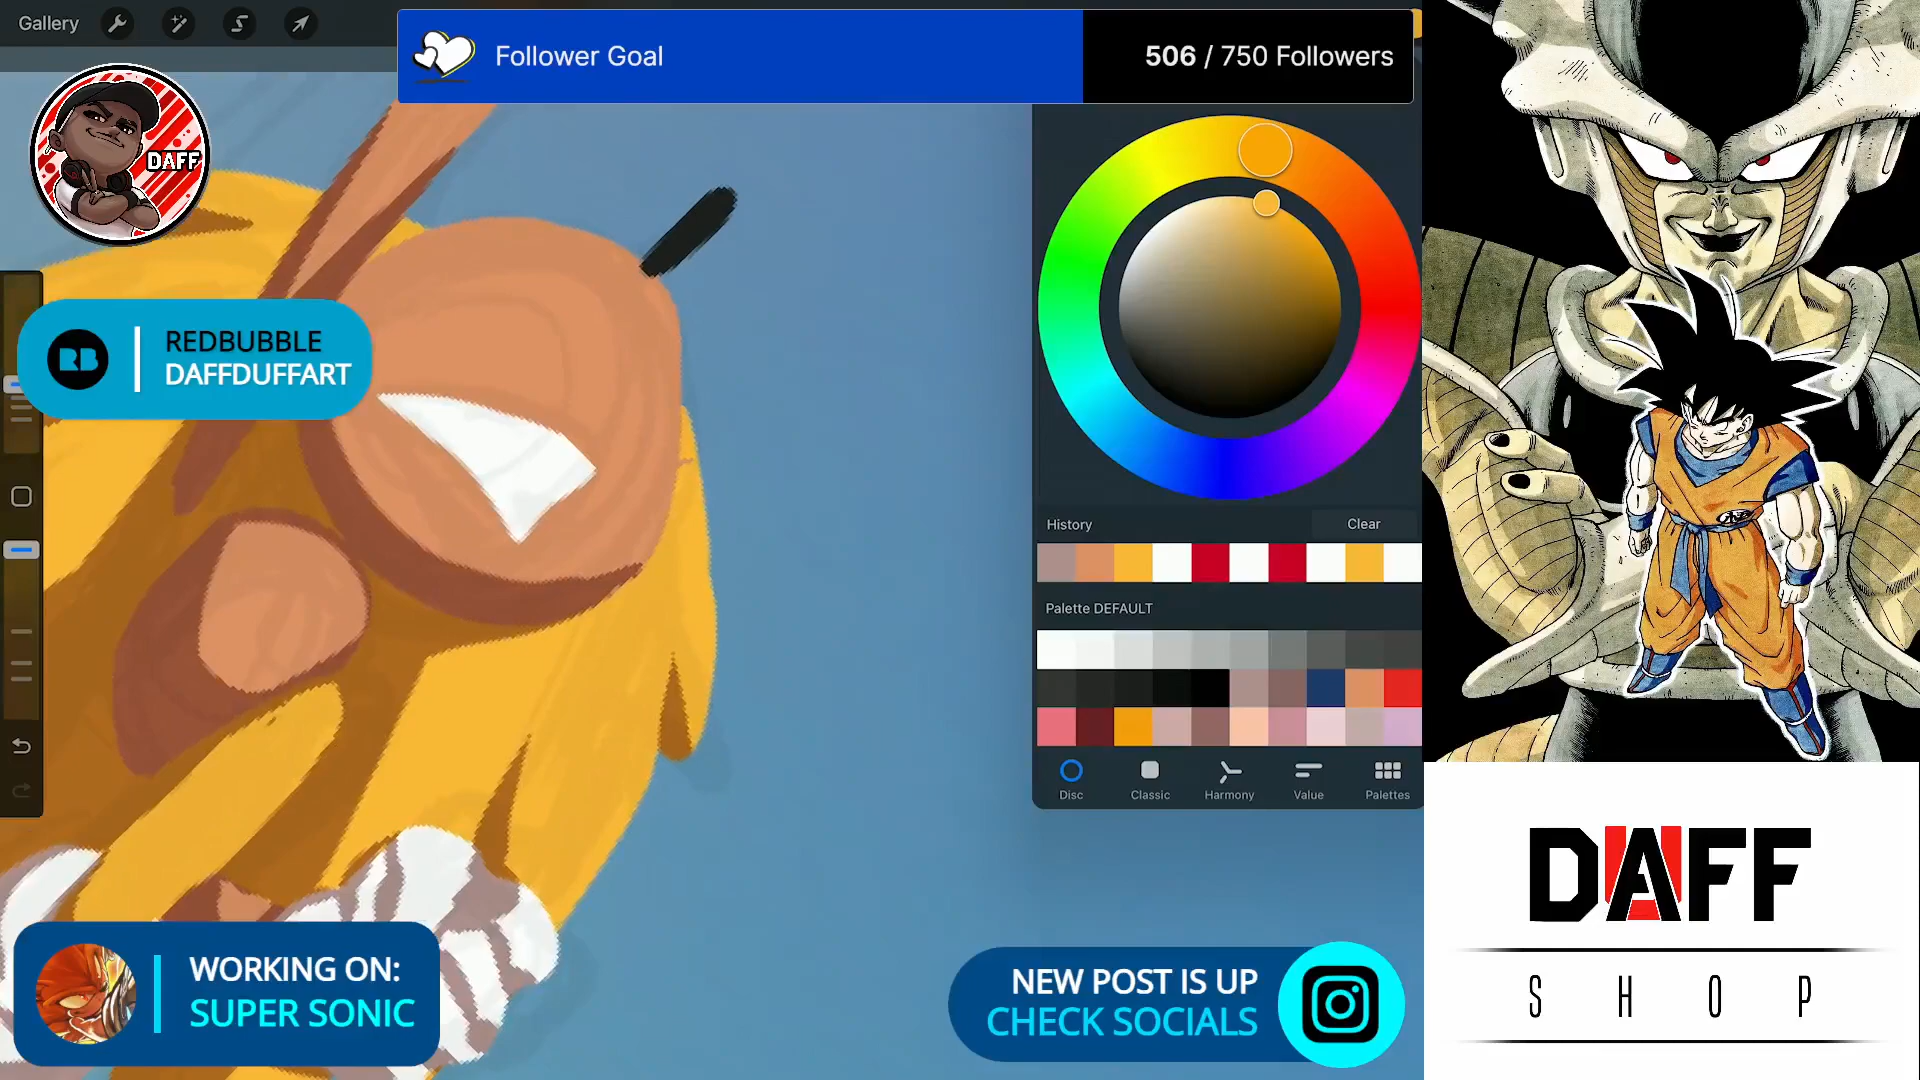 Gallery
Follower Goal
506 / 750 Followers
DAFF
REDBUBBLE
DAFFDUFFART
History
Clear
Palette DEFAULT
Disc
Classic
Harmony
Value
Palettes
WORKING ON:
SUPER SONIC
NEW POST IS UP
CHECK SOCIALS
DAFF
SHOP